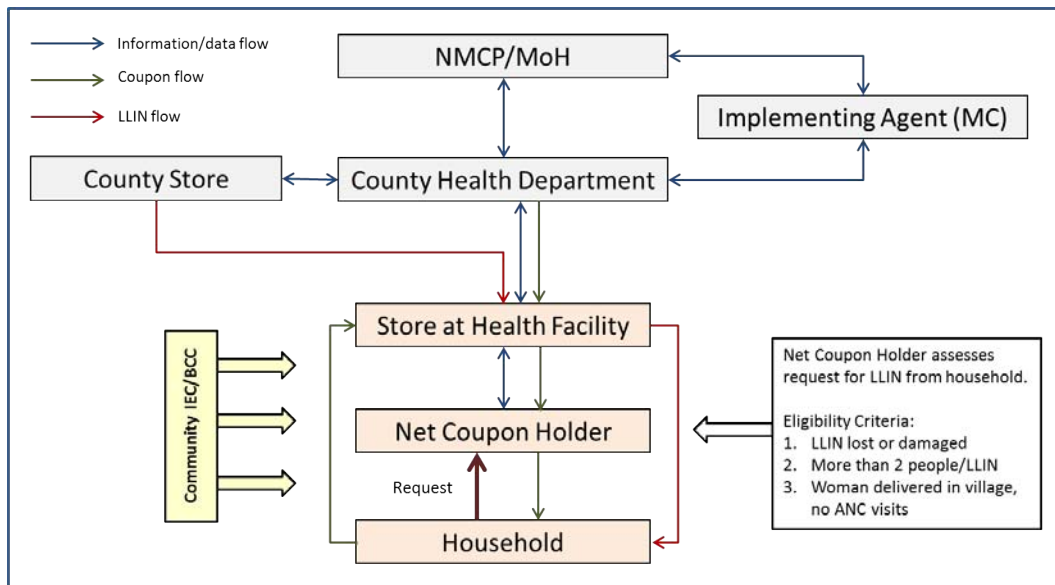 Information/data flow
Coupon flow
LLIN flow
NMCP/MoH
Implementing Agent (MC)
County Store
County Health Department
Store at Health Facility
Community IEC/BCC
Net Coupon Holder
Request
Household
Net Coupon Holder assesses
request for LLIN from household.
Eligibility Criteria:
1. LLIN lost or damaged
2. More than 2 people/LLIN
3. Woman delivered in village,
no ANC visits